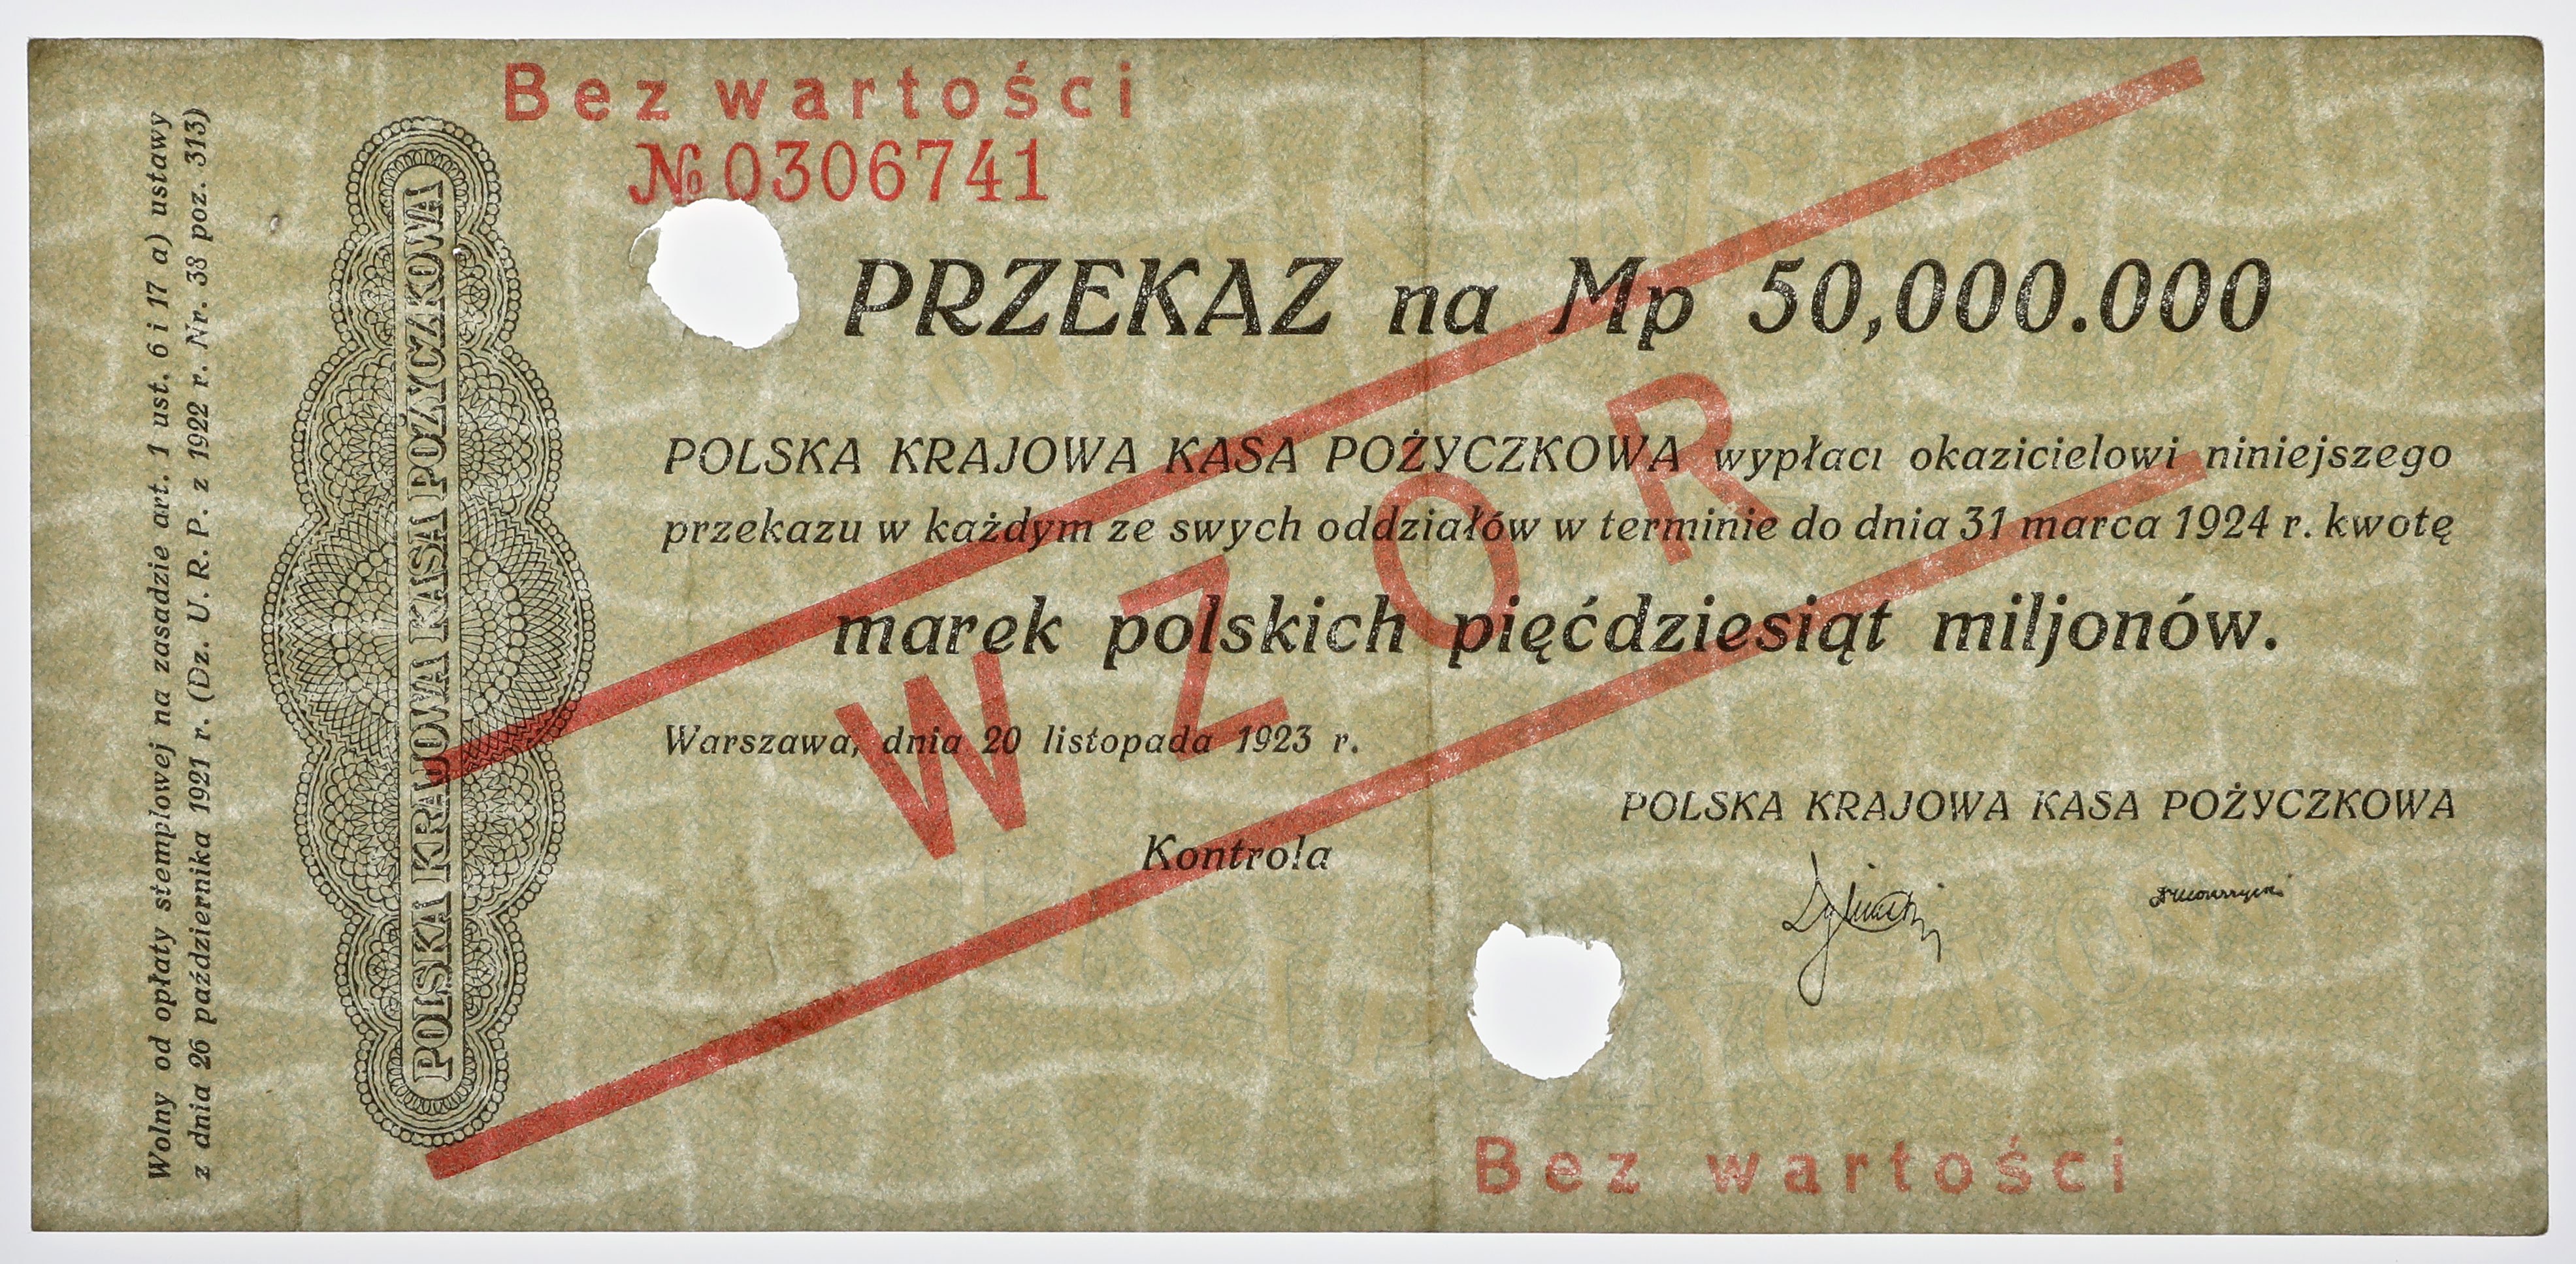 Bez wartości
№ 0306741
PRZEKAZ na Mp 50,000.000
POLSKA KRAJOWA KASA POŻYCZKOWA wypłaci okazicielowi niniejszego
przekazu w każdym ze swych oddziałów w terminie do dnia 31 marca 1924 r. kwotę
marek polskich pięćdziesiąt miljonów.
Warszawa, dnia 20 listopada 1923 r.
POLSKA KRAJOWA KASA POŻYCZKOWA
Kontrola
WZOR
Bez wartości
POLSKA KRAJOWA KASA POŻYCZKOWA
Wolny od opłaty stemplowej na zasadzie art. 1 ust. 6 i 17 a) ustawy
z dnia 26 października 1921 r. (Dz. U. R. P. z 1922 r. Nr. 38 poz. 313)